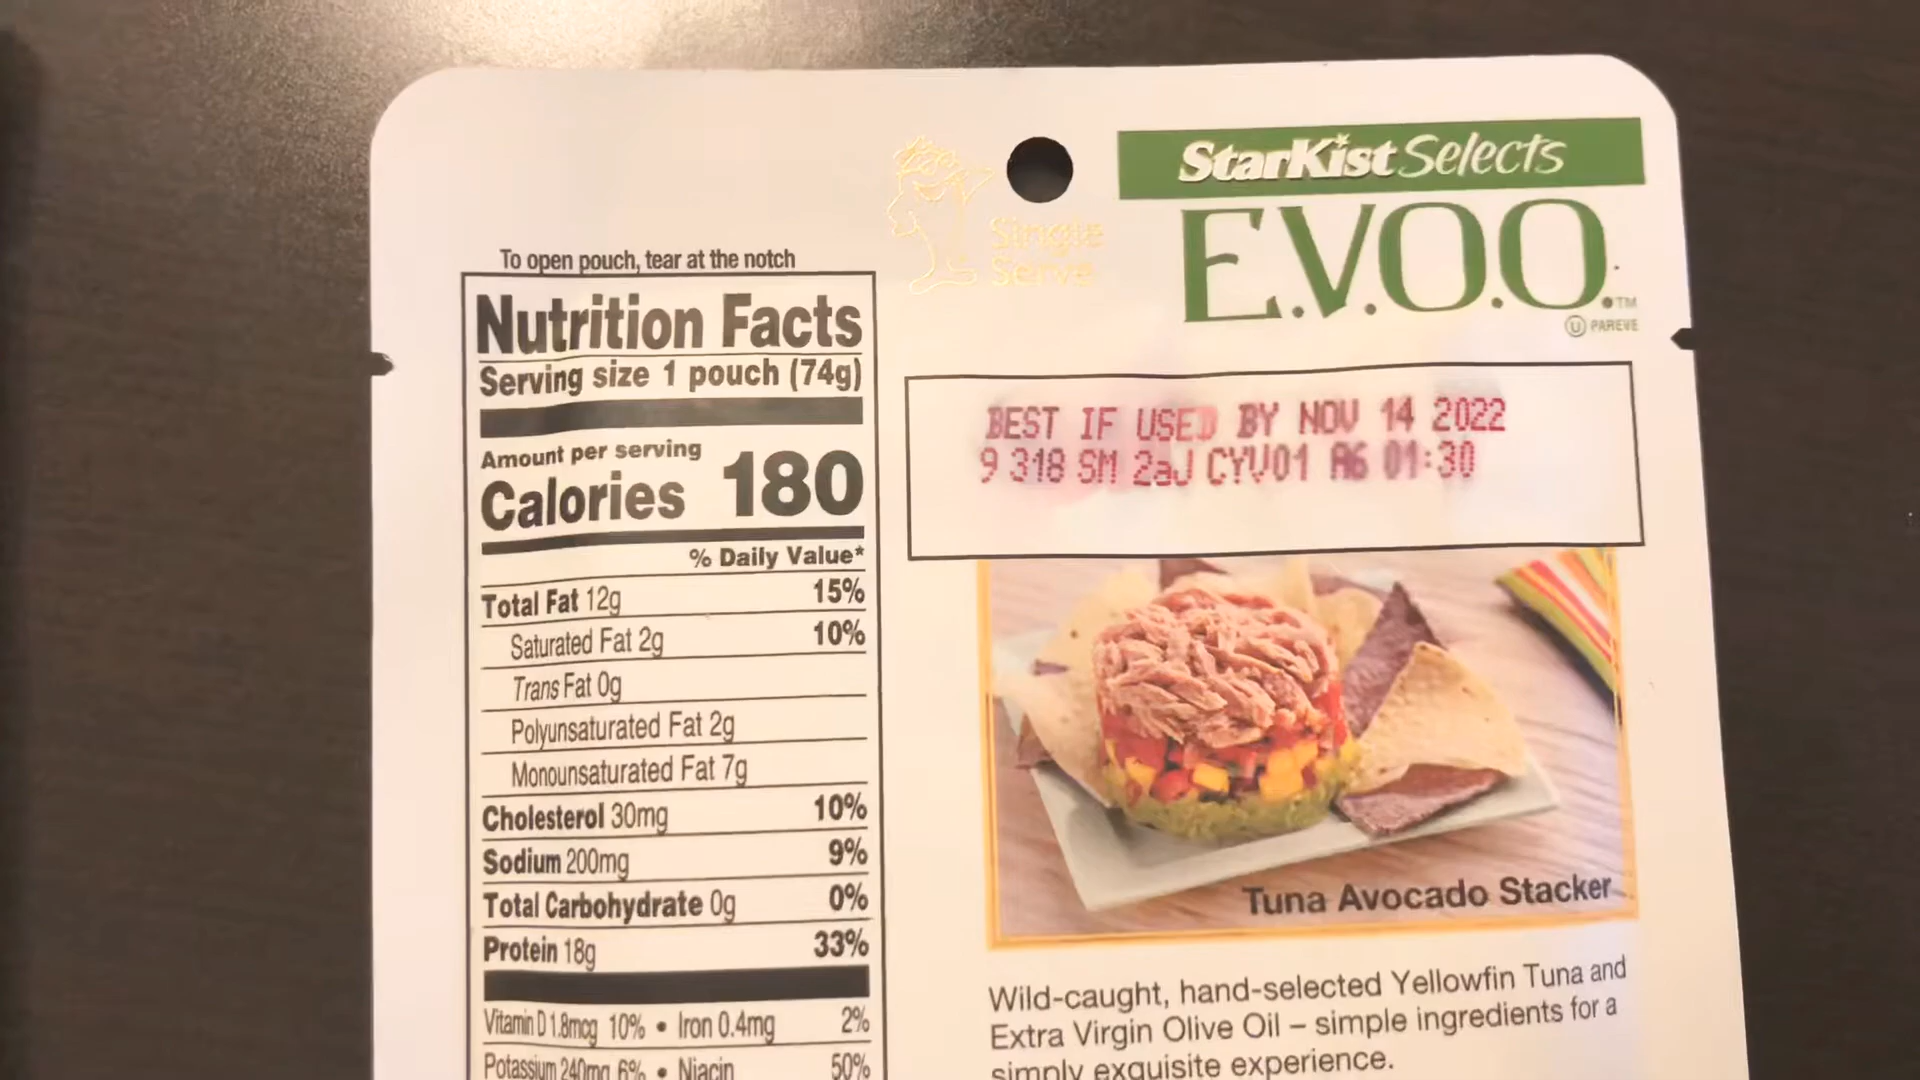 StarKist Selects
E.V.O.O.™
Ⓤ PAREVE
Single
Serve
To open pouch, tear at the notch
Nutrition Facts
Serving size 1 pouch (74g)
Amount per serving
Calories 180
% Daily Value*
Total Fat 12g 15%
Saturated Fat 2g 10%
Trans Fat 0g
Polyunsaturated Fat 2g
Monounsaturated Fat 7g
Cholesterol 30mg 10%
Sodium 200mg 9%
Total Carbohydrate 0g 0%
Protein 18g 33%
Vitamin D 1.8mcg 10% • Iron 0.4mg 2%
Potassium 240mg 6% • Niacin 50%
BEST IF USED BY NOV 14 2022
9 318 SM 2aJ CYV01 A6 01:30
Tuna Avocado Stacker
Wild-caught, hand-selected Yellowfin Tuna and
Extra Virgin Olive Oil – simple ingredients for a
simply exquisite experience.